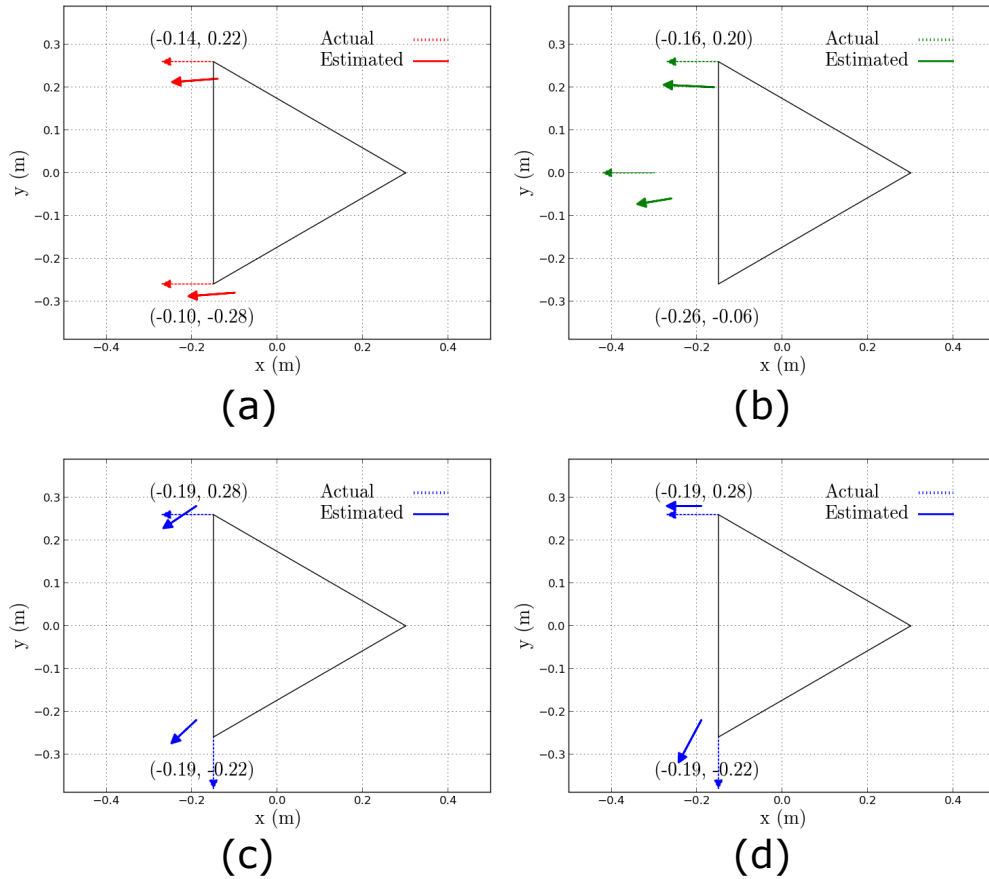 (-0.14, 0.22)
Actual
Estimated
0.3
0.2
0.1
0.0
−0.1
−0.2
−0.3
y (m)
(-0.10, -0.28)
−0.4
−0.2
0.0
0.2
0.4
x (m)
(a)
(-0.16, 0.20)
Actual
Estimated
0.3
0.2
0.1
0.0
−0.1
−0.2
−0.3
y (m)
(-0.26, -0.06)
−0.4
−0.2
0.0
0.2
0.4
x (m)
(b)
(-0.19, 0.28)
Actual
Estimated
0.3
0.2
0.1
0.0
−0.1
−0.2
−0.3
y (m)
(-0.19, -0.22)
−0.4
−0.2
0.0
0.2
0.4
x (m)
(c)
(-0.19, 0.28)
Actual
Estimated
0.3
0.2
0.1
0.0
−0.1
−0.2
−0.3
y (m)
(-0.19, -0.22)
−0.4
−0.2
0.0
0.2
0.4
x (m)
(d)